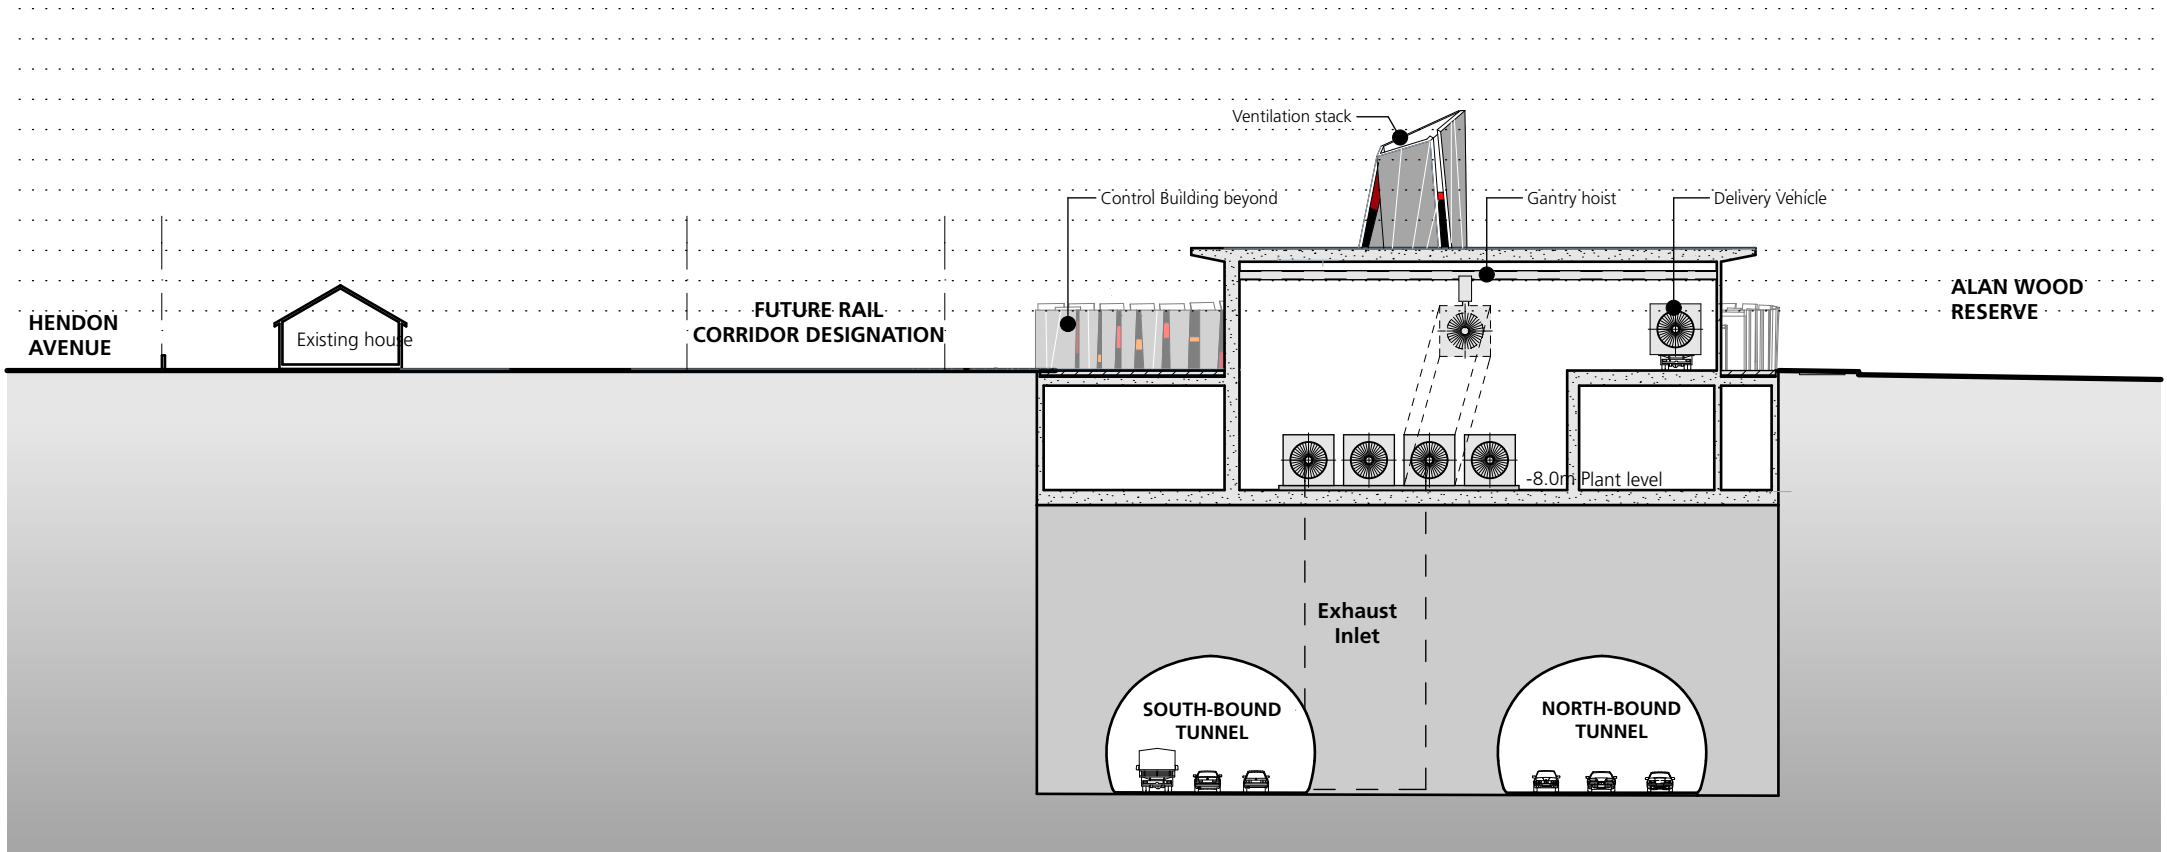 Ventilation stack
Control Building beyond
Gantry hoist
Delivery Vehicle
HENDON
AVENUE
Existing house
FUTURE RAIL
CORRIDOR DESIGNATION
ALAN WOOD
RESERVE
-8.0m Plant level
Exhaust
Inlet
SOUTH-BOUND
TUNNEL
NORTH-BOUND
TUNNEL